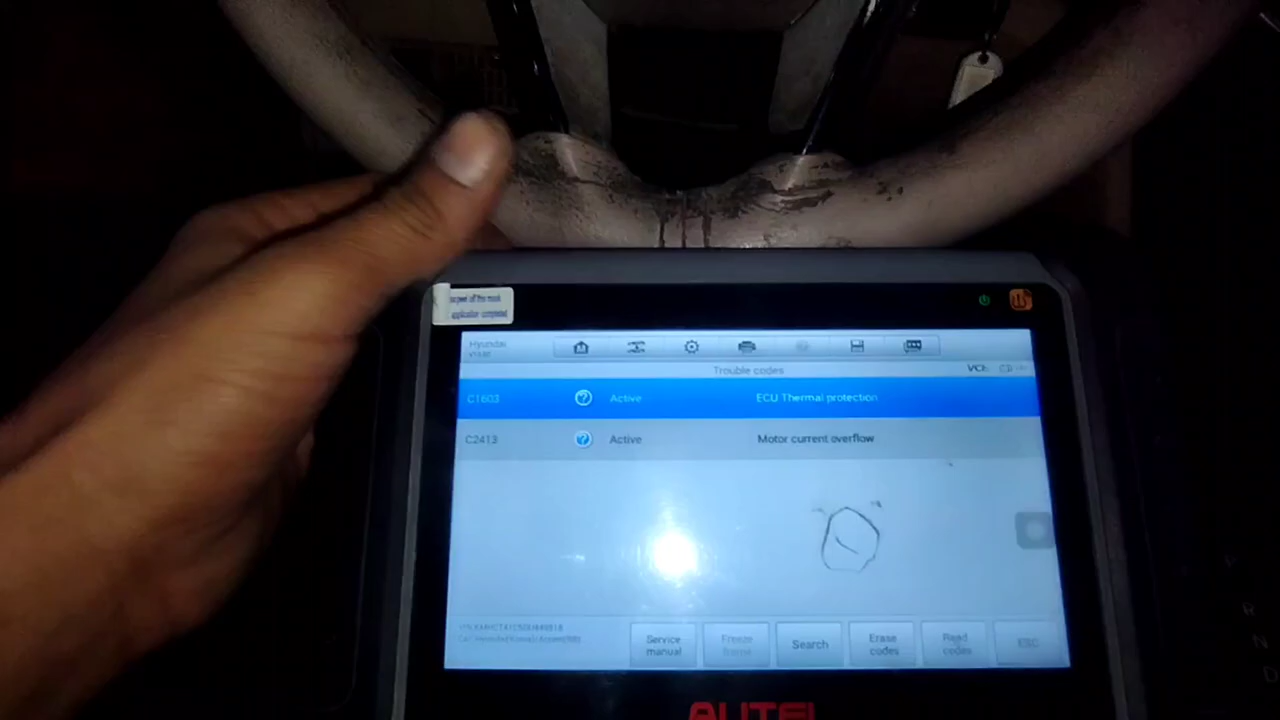 Hyundai
Trouble codes
VCI
C1603 Active ECU Thermal protection
C2413 Active Motor current overflow
Service manual
Freeze frame
Search
Erase codes
Read codes
ESC
AUTEL
P
R
N
D